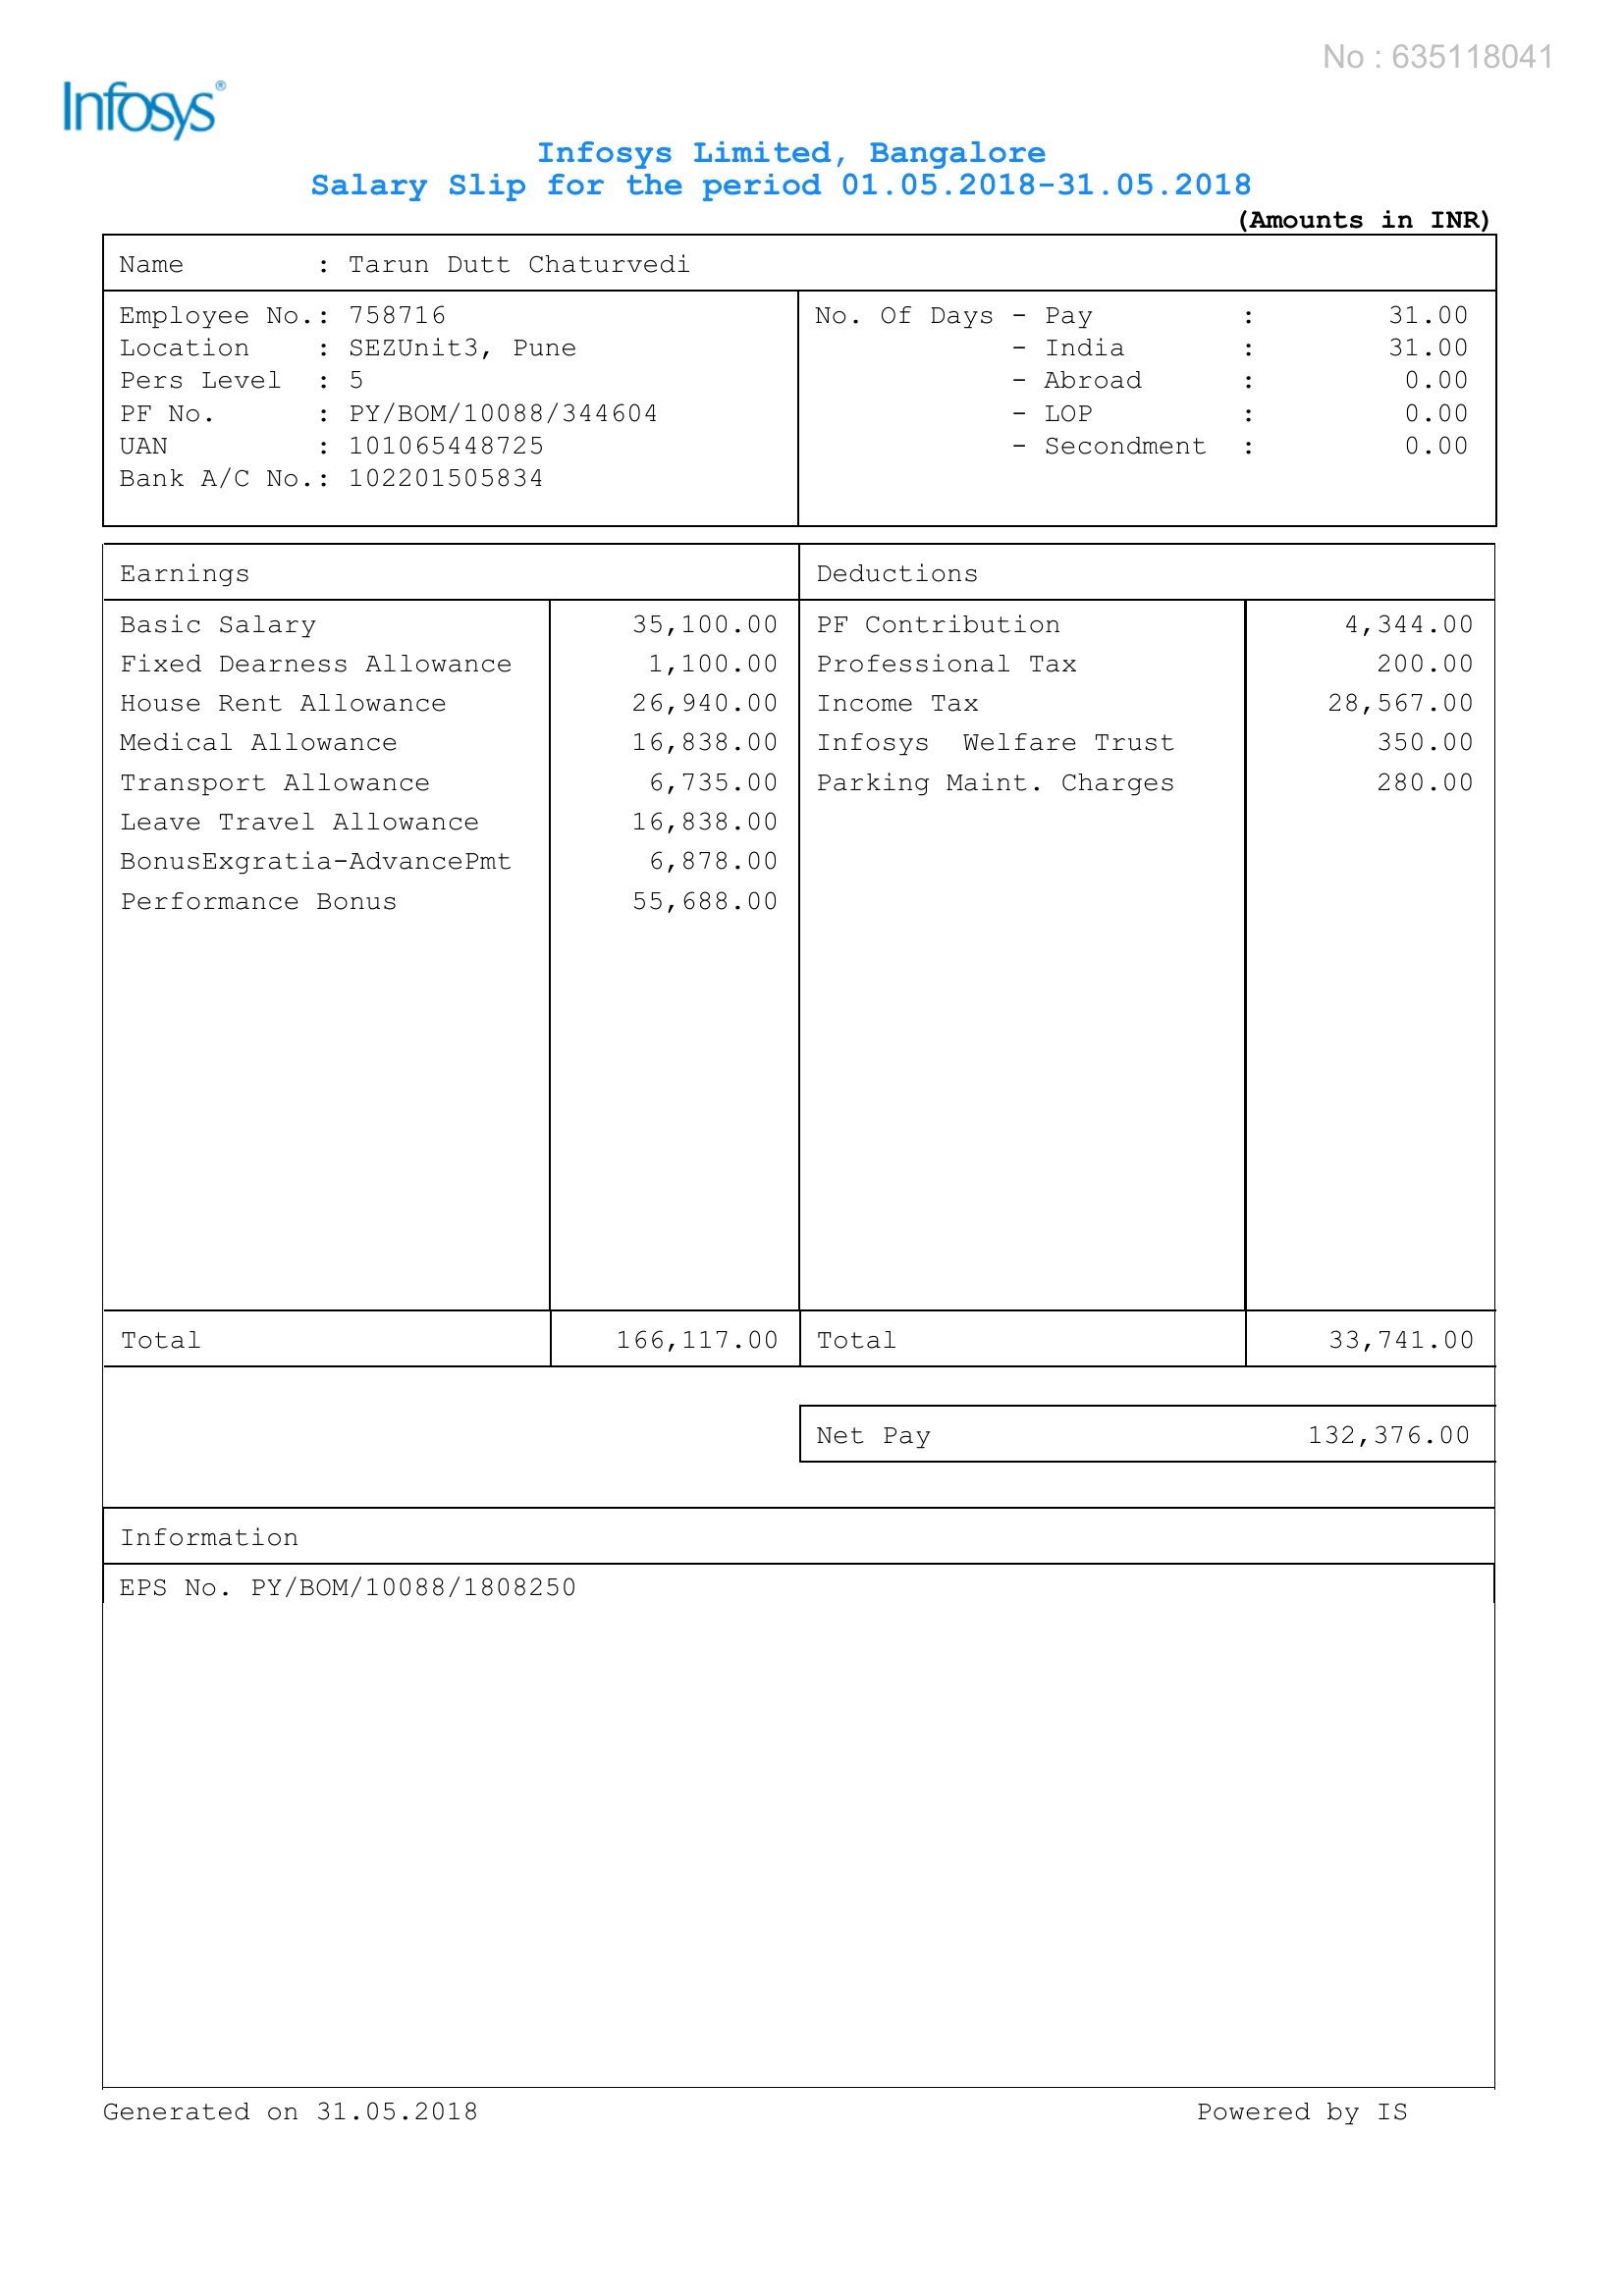 No : 635118041
Infosys®
Infosys Limited, Bangalore
Salary Slip for the period 01.05.2018-31.05.2018
(Amounts in INR)
Name : Tarun Dutt Chaturvedi
Employee No.: 758716
Location : SEZUnit3, Pune
Pers Level : 5
PF No. : PY/BOM/10088/344604
UAN : 101065448725
Bank A/C No.: 102201505834
No. Of Days - Pay : 31.00
- India : 31.00
- Abroad : 0.00
- LOP : 0.00
- Secondment : 0.00
Earnings
Basic Salary 35,100.00
Fixed Dearness Allowance 1,100.00
House Rent Allowance 26,940.00
Medical Allowance 16,838.00
Transport Allowance 6,735.00
Leave Travel Allowance 16,838.00
BonusExgratia-AdvancePmt 6,878.00
Performance Bonus 55,688.00
Total 166,117.00
Deductions
PF Contribution 4,344.00
Professional Tax 200.00
Income Tax 28,567.00
Infosys Welfare Trust 350.00
Parking Maint. Charges 280.00
Total 33,741.00
Net Pay 132,376.00
Information
EPS No. PY/BOM/10088/1808250
Generated on 31.05.2018 Powered by IS